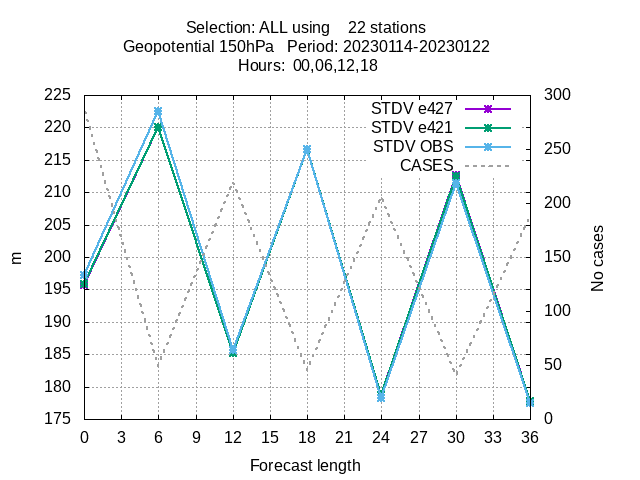 Selection: ALL using    22 stations
Geopotential 150hPa   Period: 20230114-20230122
Hours:  00,06,12,18
STDV e427
STDV e421
STDV OBS
CASES
225
220
215
210
205
200
195
190
185
180
175
m
300
250
200
150
100
50
0
No cases
0 3 6 9 12 15 18 21 24 27 30 33 36
Forecast length